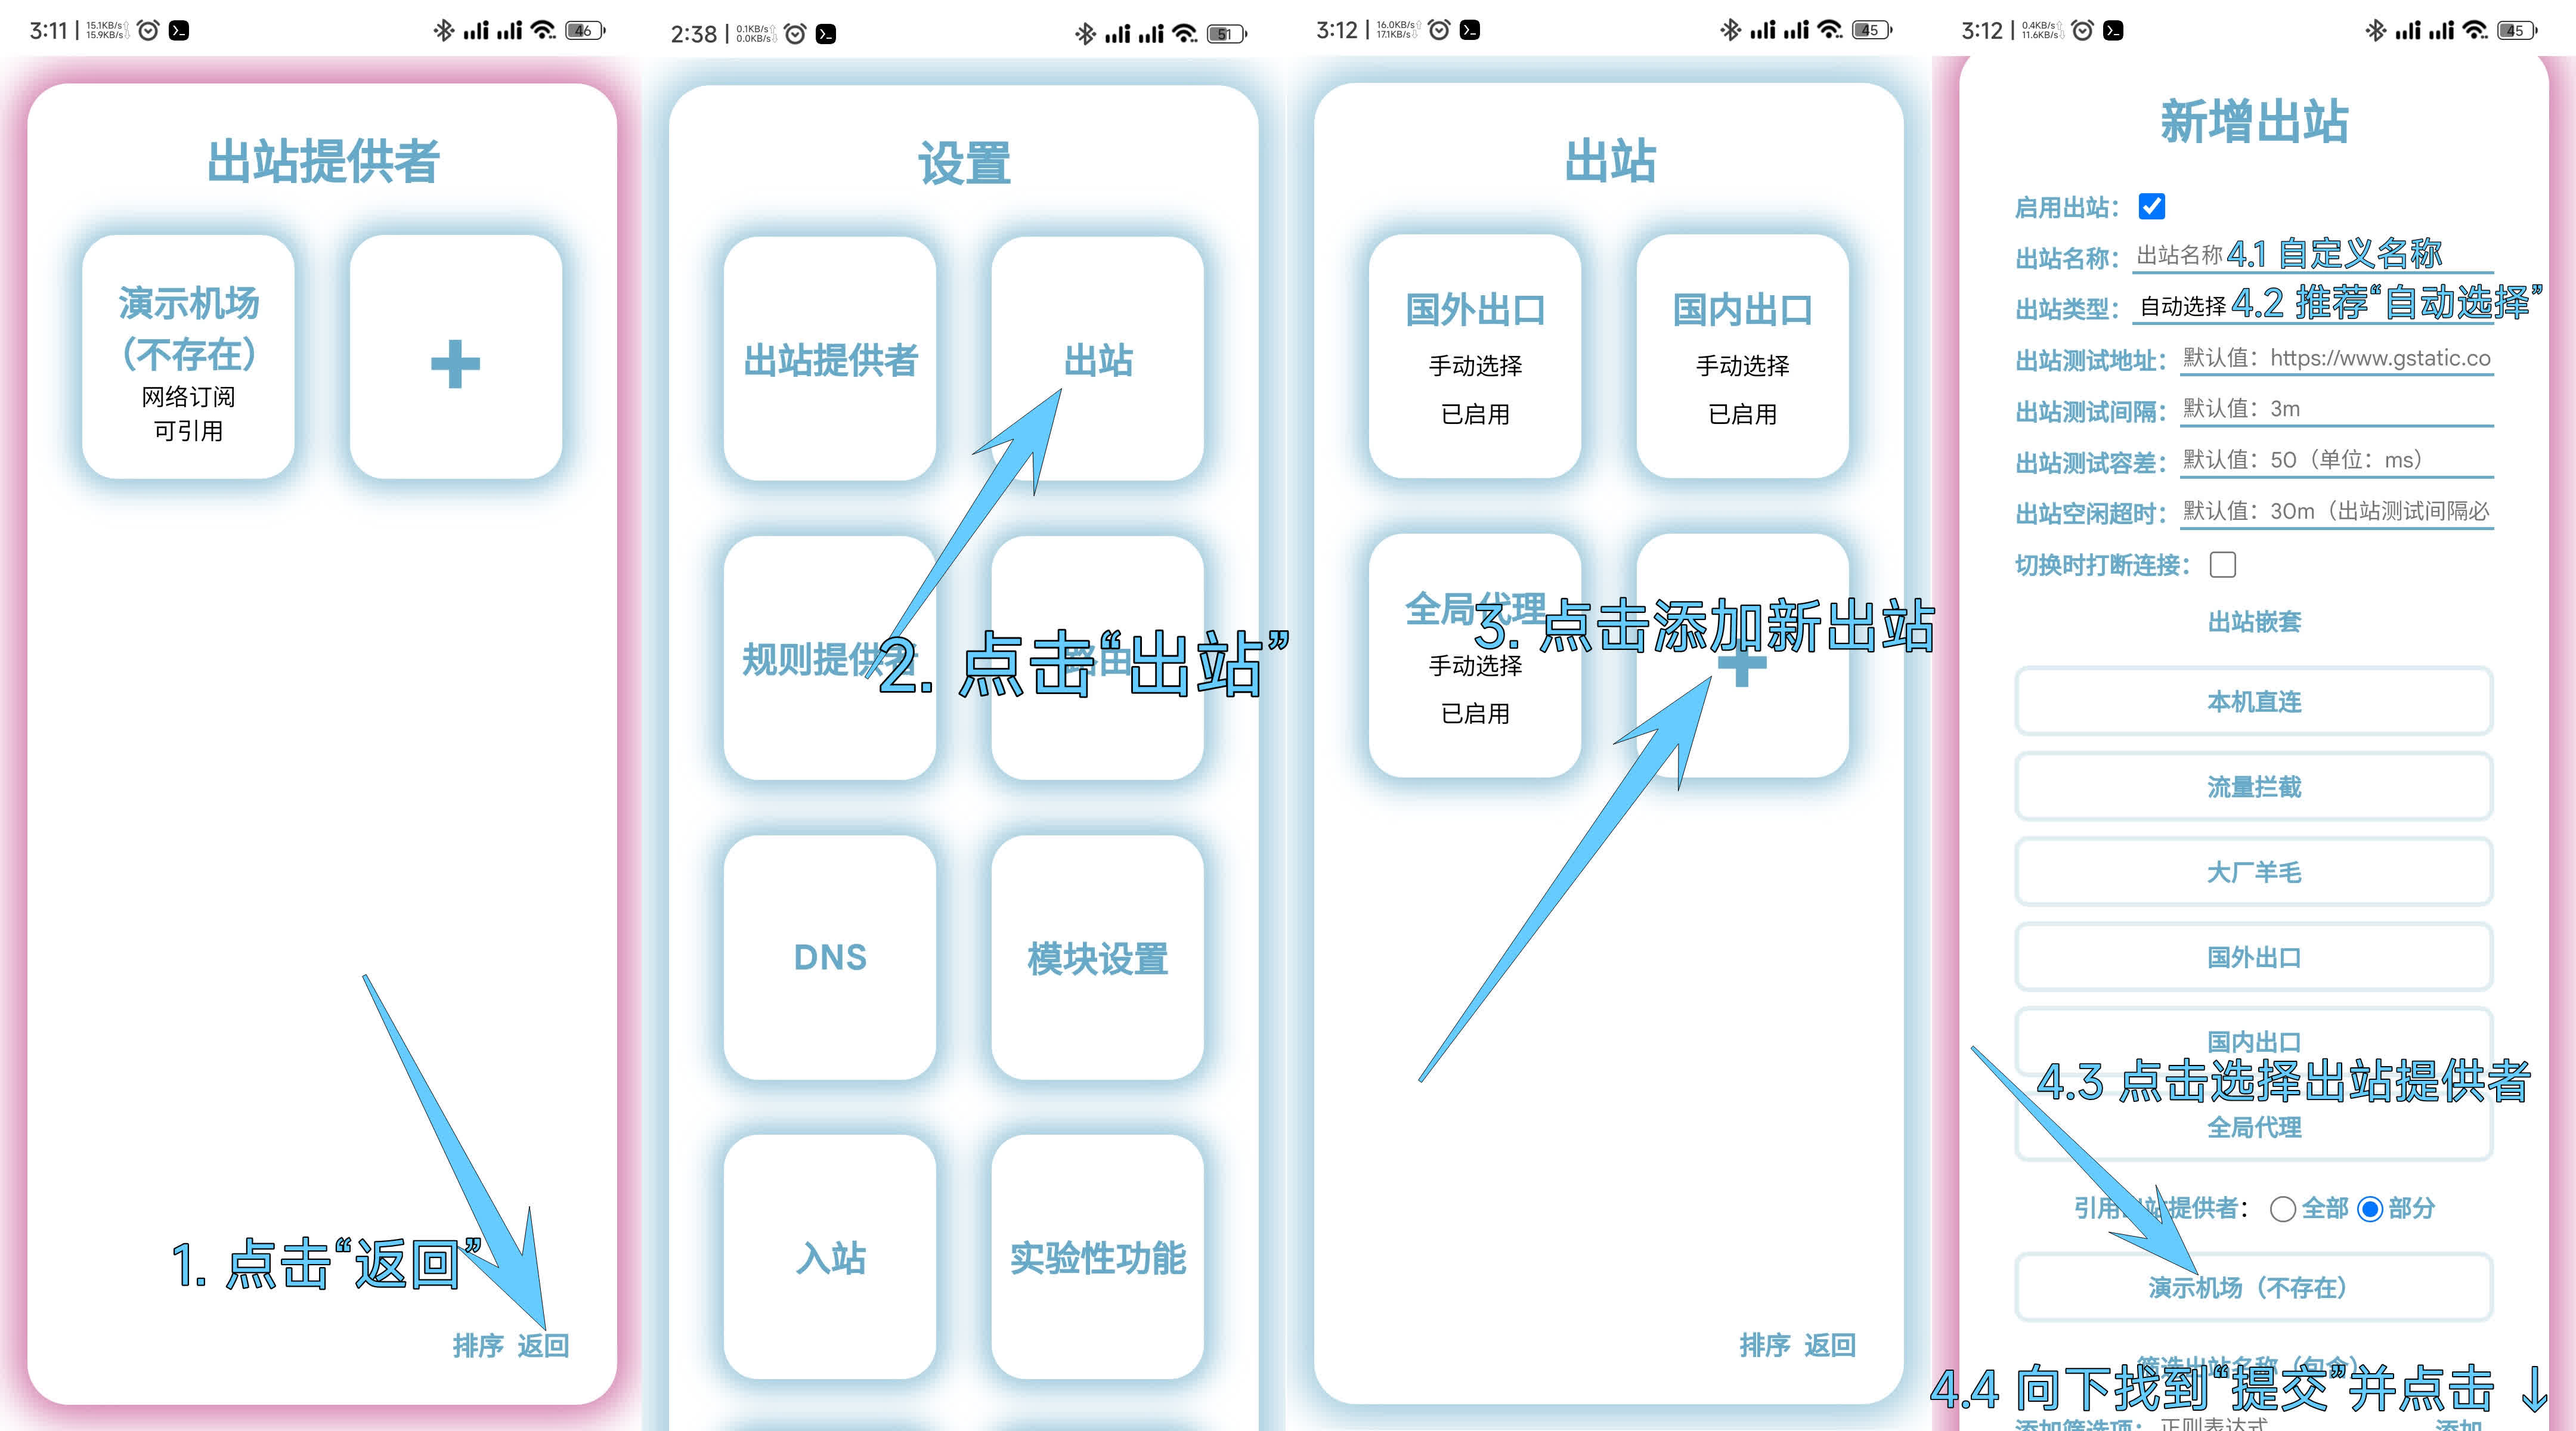 3:11 | 15.1KB/s 15.9KB/s 46
出站提供者
演示机场
（不存在）
网络订阅
可引用
1. 点击“返回”
排序 返回
2:38 | 0.1KB/s 0.0KB/s 51
设置
出站提供者
出站
规则提供者
路由
2. 点击“出站”
DNS
模块设置
入站
实验性功能
3:12 | 16.0KB/s 17.1KB/s 45
出站
国外出口
手动选择
已启用
国内出口
手动选择
已启用
全局代理
手动选择
已启用
3. 点击添加新出站
排序 返回
3:12 | 0.4KB/s 11.6KB/s 45
新增出站
启用出站：
出站名称： 出站名称 4.1 自定义名称
出站类型： 自动选择 4.2 推荐“自动选择”
出站测试地址： 默认值：https://www.gstatic.co
出站测试间隔： 默认值：3m
出站测试容差： 默认值：50（单位：ms）
出站空闲超时： 默认值：30m（出站测试间隔必
切换时打断连接：
出站嵌套
本机直连
流量拦截
大厂羊毛
国外出口
国内出口
4.3 点击选择出站提供者
全局代理
引用出站提供者： 全部 部分
演示机场（不存在）
筛选出站名称（包含）
4.4 向下找到“提交”并点击 ↓
添加筛选项： 正则表达式 添加